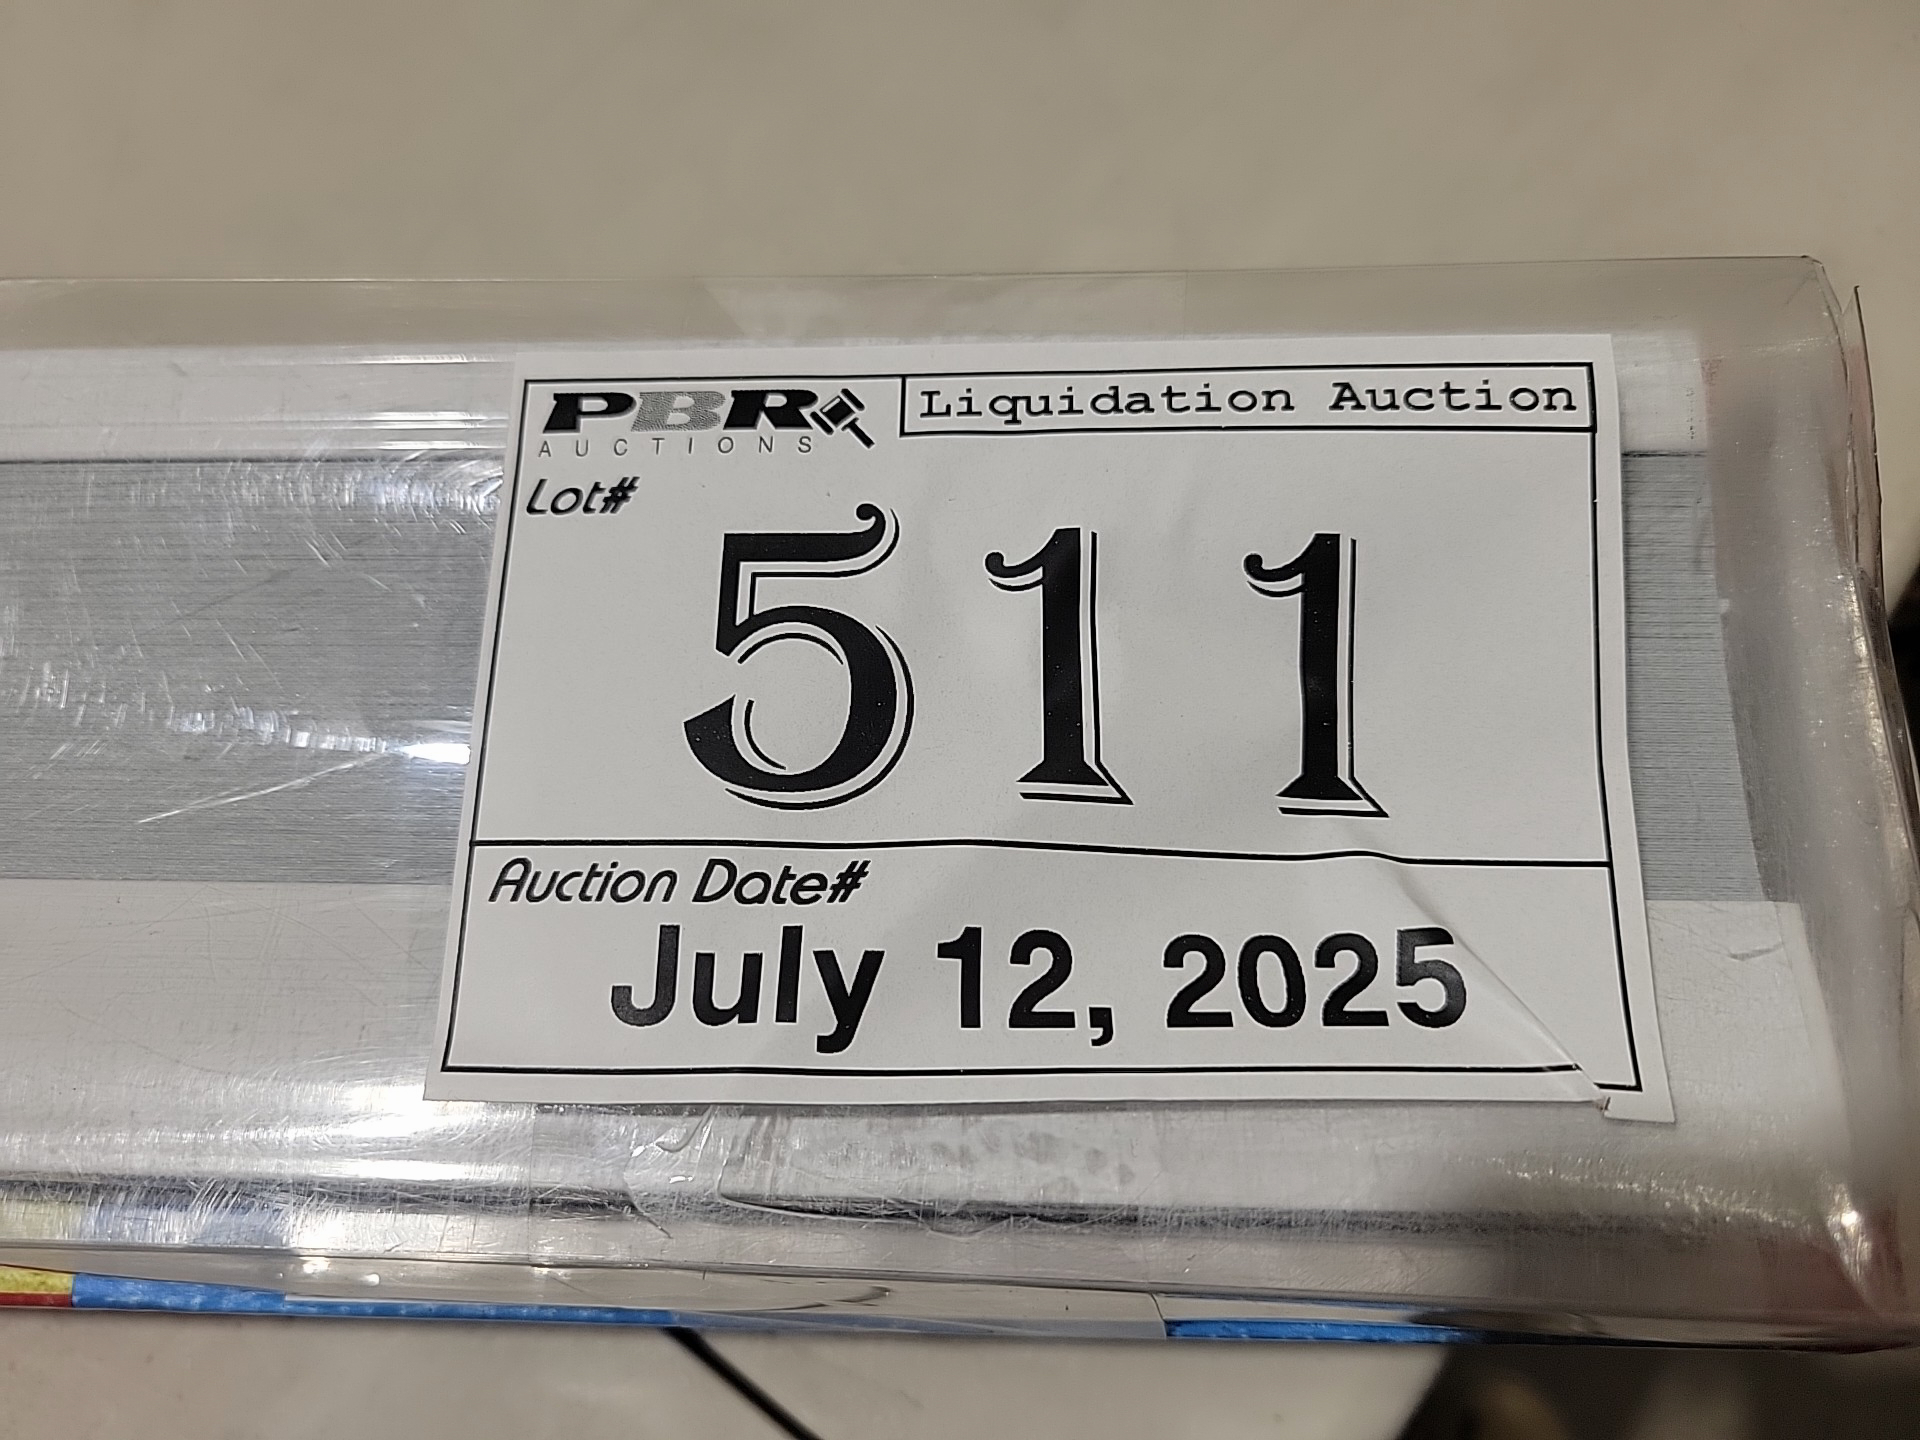 PBR
AUCTIONS
Liquidation Auction
Lot#
511
Auction Date#
July 12, 2025